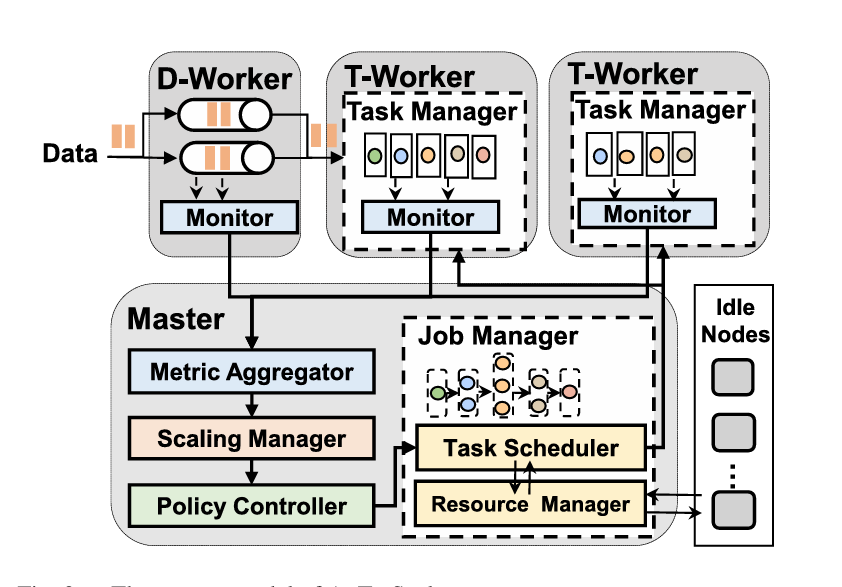 D-Worker
T-Worker
T-Worker
Task Manager
Task Manager
Data
Monitor
Monitor
Monitor
Master
Job Manager
Idle
Nodes
Metric Aggregator
Scaling Manager
Task Scheduler
Policy Controller
Resource Manager